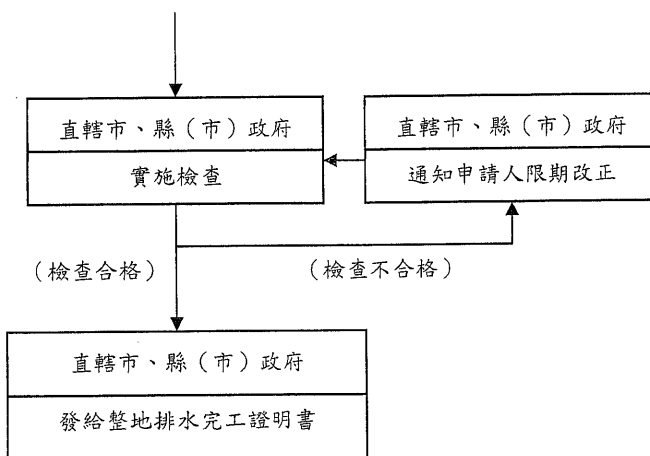 直轄市、縣（市）政府
實施檢查
直轄市、縣（市）政府
通知申請人限期改正
（檢查合格）
（檢查不合格）
直轄市、縣（市）政府
發給整地排水完工證明書